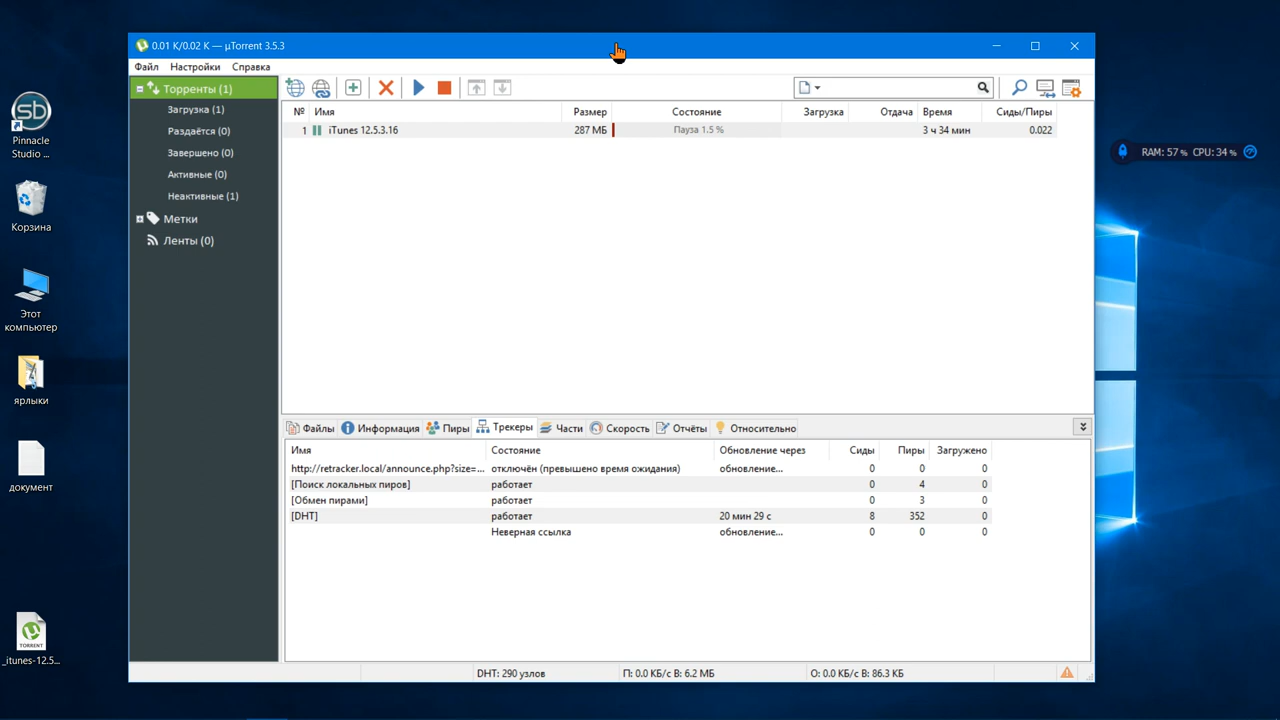 0.01 К/0.02 К — µTorrent 3.5.3
Файл Настройки Справка
Торренты (1)
Загрузка (1)
Раздаётся (0)
Завершено (0)
Активные (0)
Неактивные (1)
Метки
Ленты (0)
№ Имя Размер Состояние Загрузка Отдача Время Сиды/Пиры
1 iTunes 12.5.3.16 287 МБ Пауза 1.5 % 3 ч 34 мин 0.022
Файлы Информация Пиры Трекеры Части Скорость Отчёты Относительно
Имя Состояние Обновление через Сиды Пиры Загружено
http://retracker.local/announce.php?size=... отключён (превышено время ожидания) обновление... 0 0 0
[Поиск локальных пиров] работает 0 4 0
[Обмен пирами] работает 0 3 0
[DHT] работает 20 мин 29 с 8 352 0
Неверная ссылка обновление... 0 0 0
DHT: 290 узлов П: 0.0 КБ/с В: 6.2 МБ О: 0.0 КБ/с В: 86.3 КБ
sb
Pinnacle
Studio ...
Корзина
Этот
компьютер
ярлыки
документ
TORRENT
_itunes-12.5...
RAM: 57 % CPU: 34 %